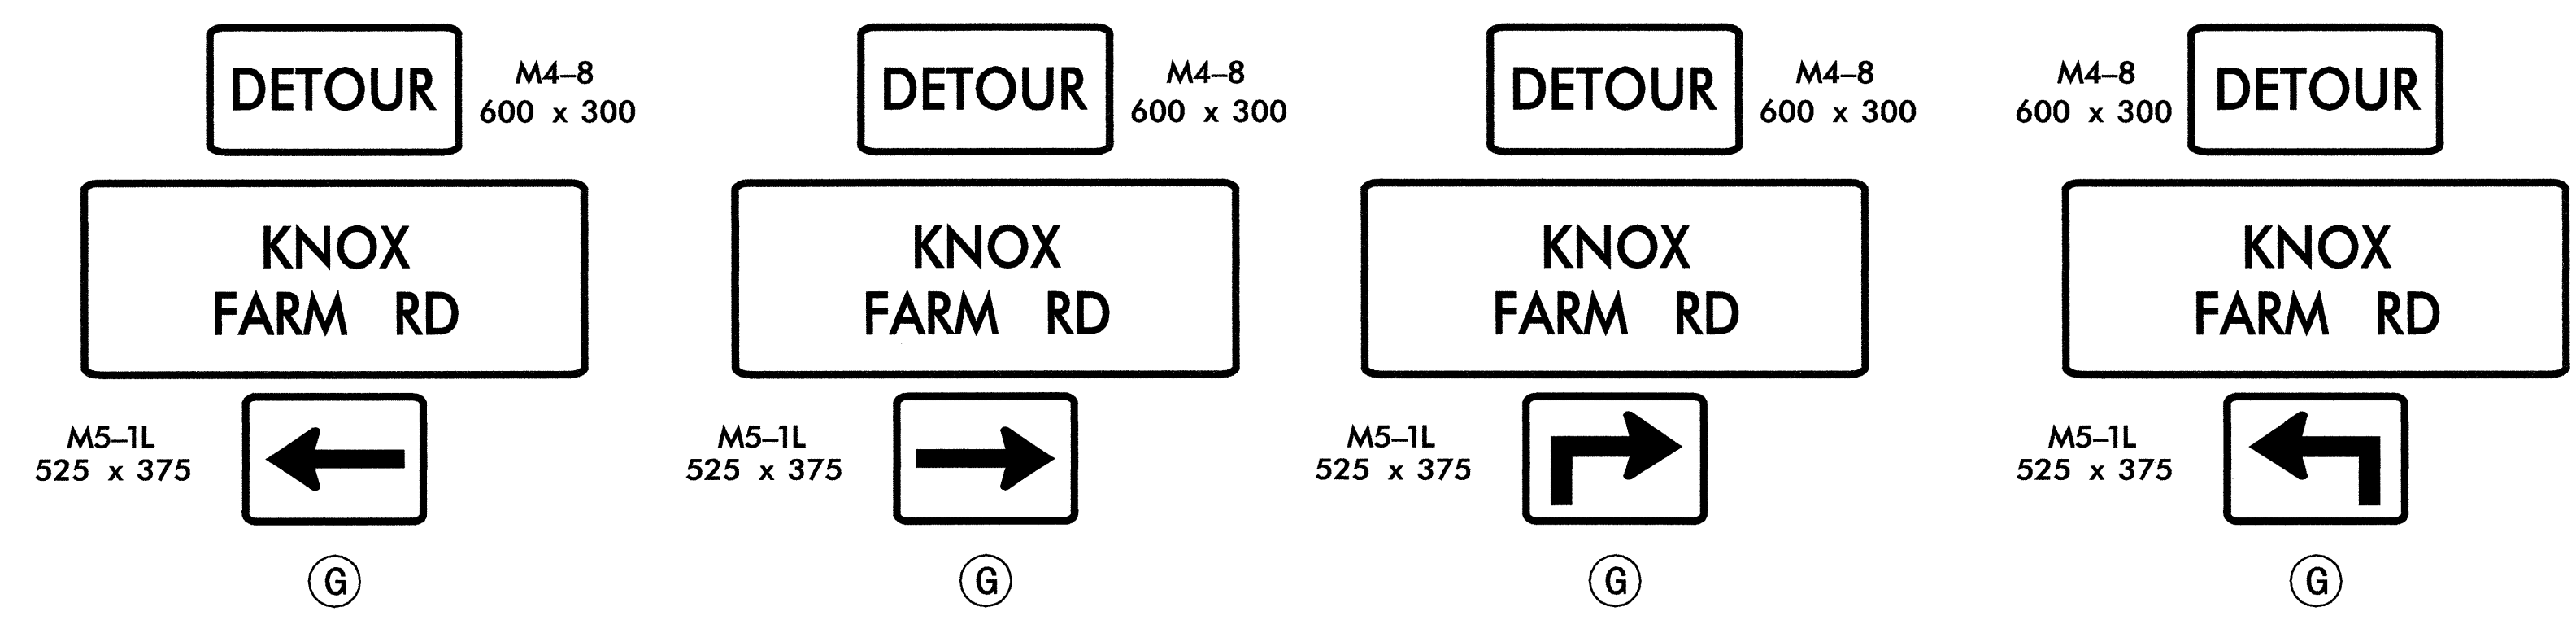 DETOUR
M4–8
600 x 300
KNOX
FARM RD
M5–1L
525 x 375
G
DETOUR
M4–8
600 x 300
KNOX
FARM RD
M5–1L
525 x 375
G
DETOUR
M4–8
600 x 300
KNOX
FARM RD
M5–1L
525 x 375
G
M4–8
600 x 300
DETOUR
KNOX
FARM RD
M5–1L
525 x 375
G